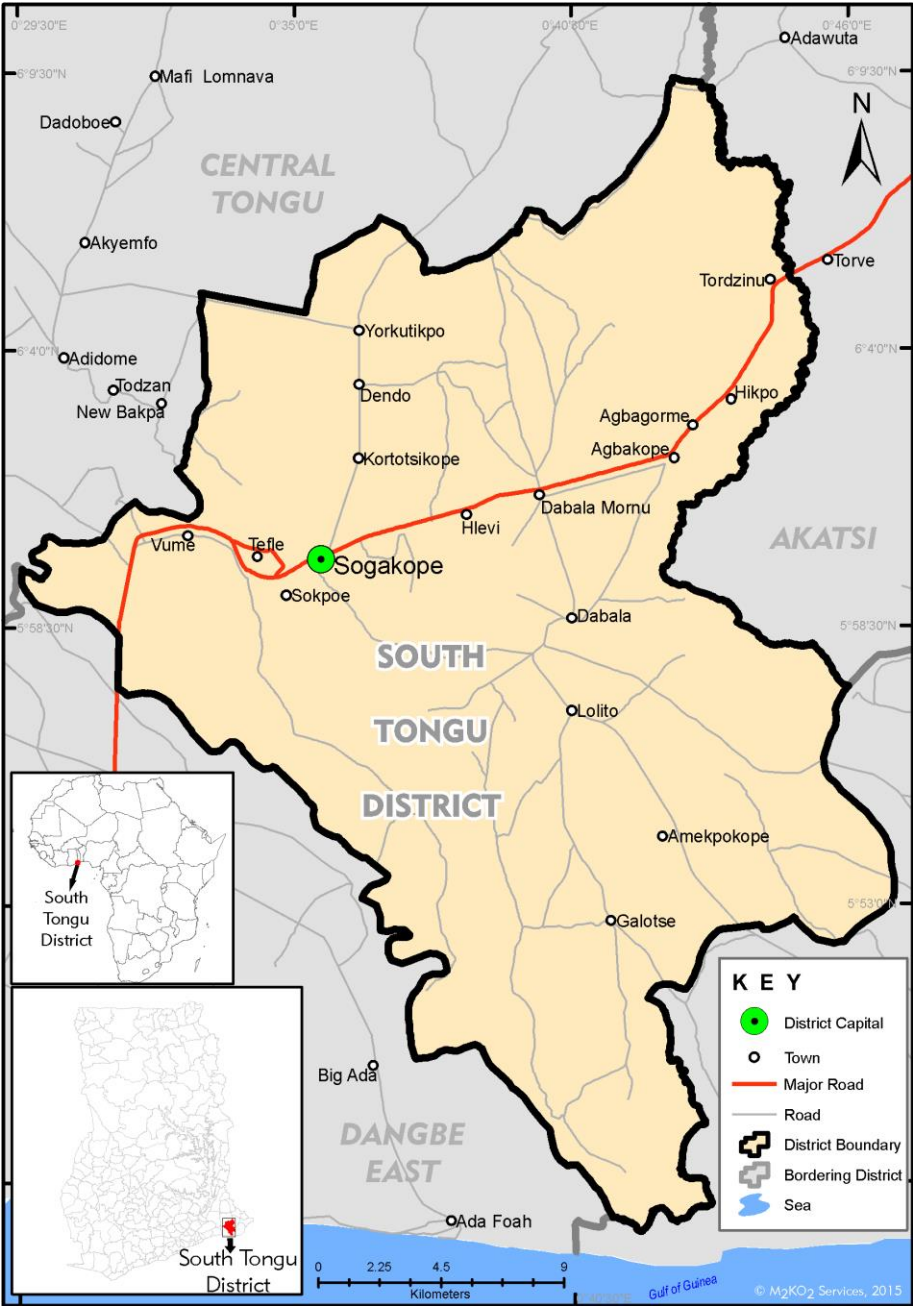 0°29'30"E
0°35'0"E
0°40'30"E
0°46'0"E
Adawuta
6°9'30"N
Mafi Lomnava
6°9'30"N
N
Dadoboe
CENTRAL
TONGU
Akyemfo
Torve
Tordzinu
Yorkutikpo
6°4'0"N
6°4'0"N
Adidome
Todzan
Dendo
New Bakpa
Hikpo
Agbagorme
Agbakope
Kortotsikope
Dabala Mornu
Hlevi
AKATSI
Vume
Tefle
Sogakope
Sokpoe
Dabala
5°58'30"N
5°58'30"N
SOUTH
TONGU
DISTRICT
Lolito
Amekpokope
South
Tongu
District
5°53'0"N
Galotse
KEY
District Capital
Town
Major Road
Road
District Boundary
Bordering District
Sea
Big Ada
DANGBE
EAST
Ada Foah
South Tongu
District
0 2.25 4.5 9
Kilometers
Gulf of Guinea
© M2KO2 Services, 2015